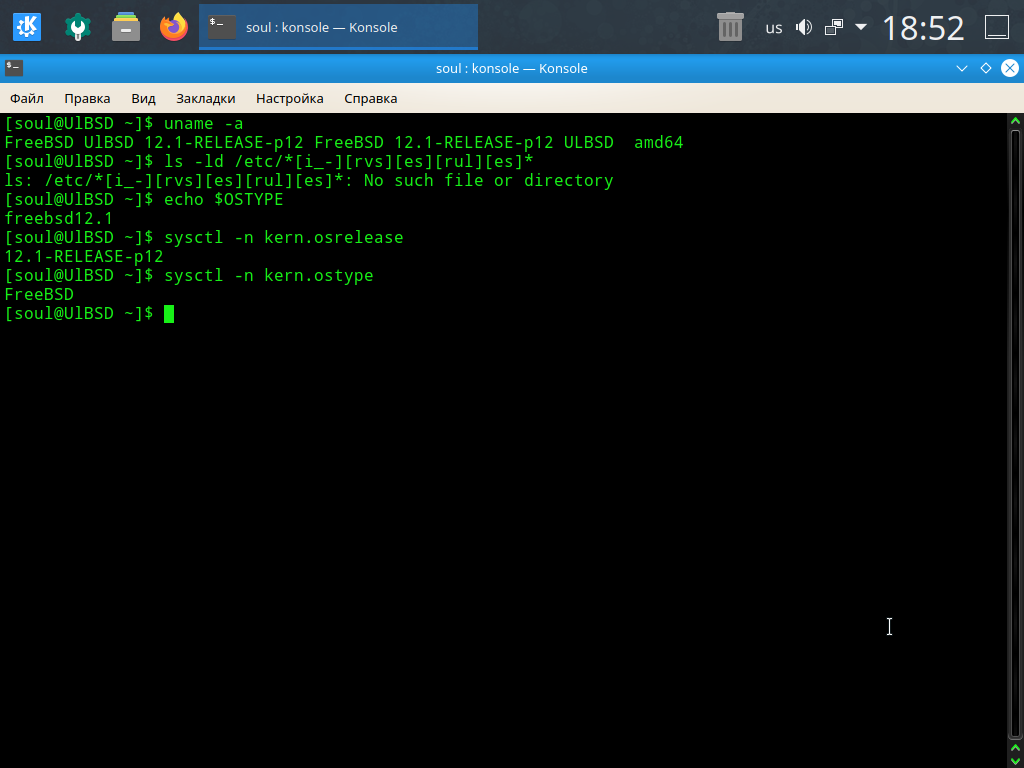 soul : konsole — Konsole
us
18:52
soul : konsole — Konsole
Файл Правка Вид Закладки Настройка Справка
[soul@UlBSD ~]$ uname -a
FreeBSD UlBSD 12.1-RELEASE-p12 FreeBSD 12.1-RELEASE-p12 ULBSD  amd64
[soul@UlBSD ~]$ ls -ld /etc/*[i_-][rvs][es][rul][es]*
ls: /etc/*[i_-][rvs][es][rul][es]*: No such file or directory
[soul@UlBSD ~]$ echo $OSTYPE
freebsd12.1
[soul@UlBSD ~]$ sysctl -n kern.osrelease
12.1-RELEASE-p12
[soul@UlBSD ~]$ sysctl -n kern.ostype
FreeBSD
[soul@UlBSD ~]$